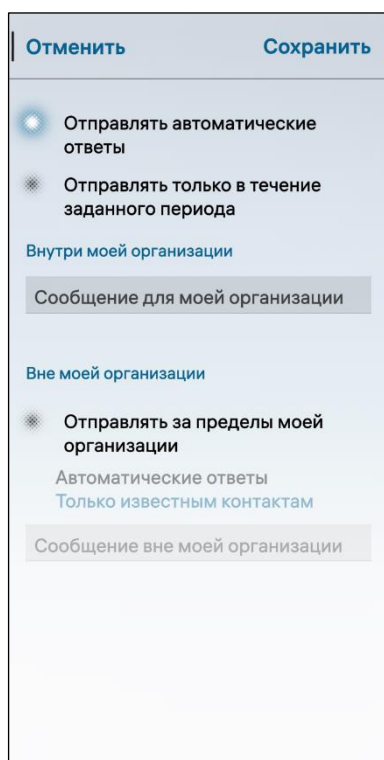 Отменить Сохранить
Отправлять автоматические
ответы
Отправлять только в течение
заданного периода
Внутри моей организации
Сообщение для моей организации
Вне моей организации
Отправлять за пределы моей
организации
Автоматические ответы
Только известным контактам
Сообщение вне моей организации